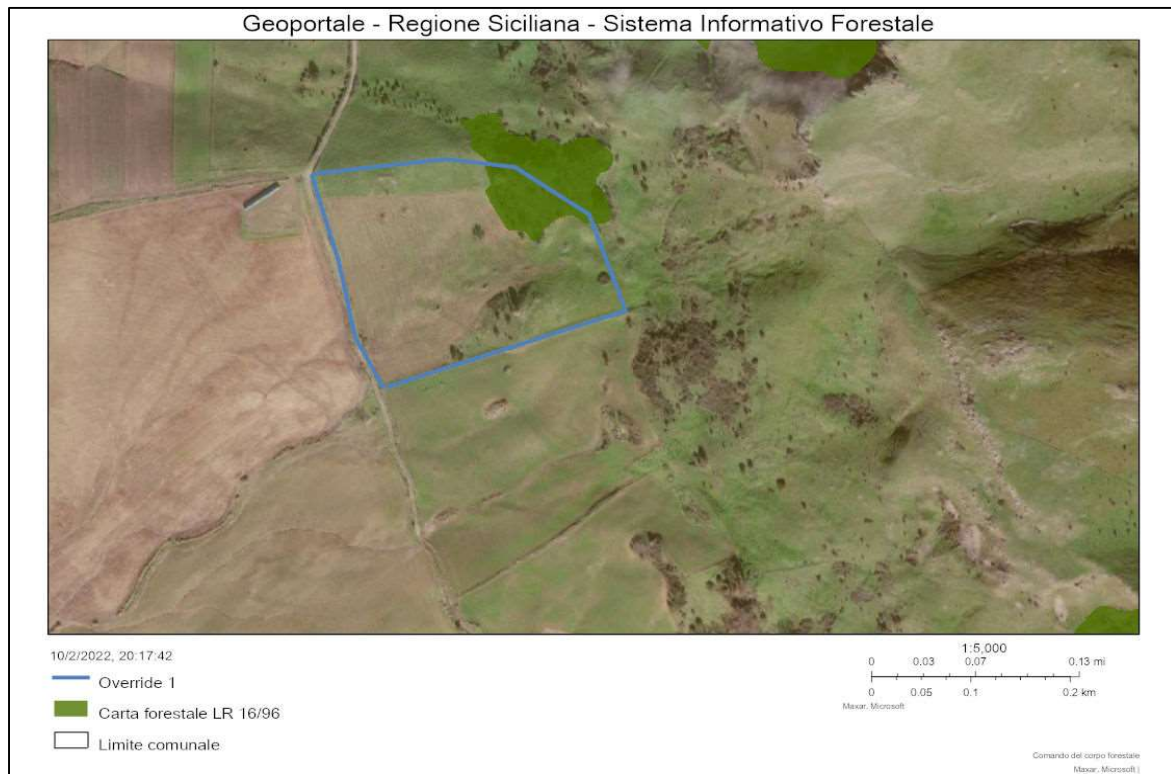 Geoportale - Regione Siciliana - Sistema Informativo Forestale
10/2/2022, 20:17:42
Override 1
Carta forestale LR 16/96
Limite comunale
1:5,000
0 0.03 0.07 0.13 mi
0 0.05 0.1 0.2 km
Maxar, Microsoft
Comando del corpo forestale
Maxar, Microsoft |